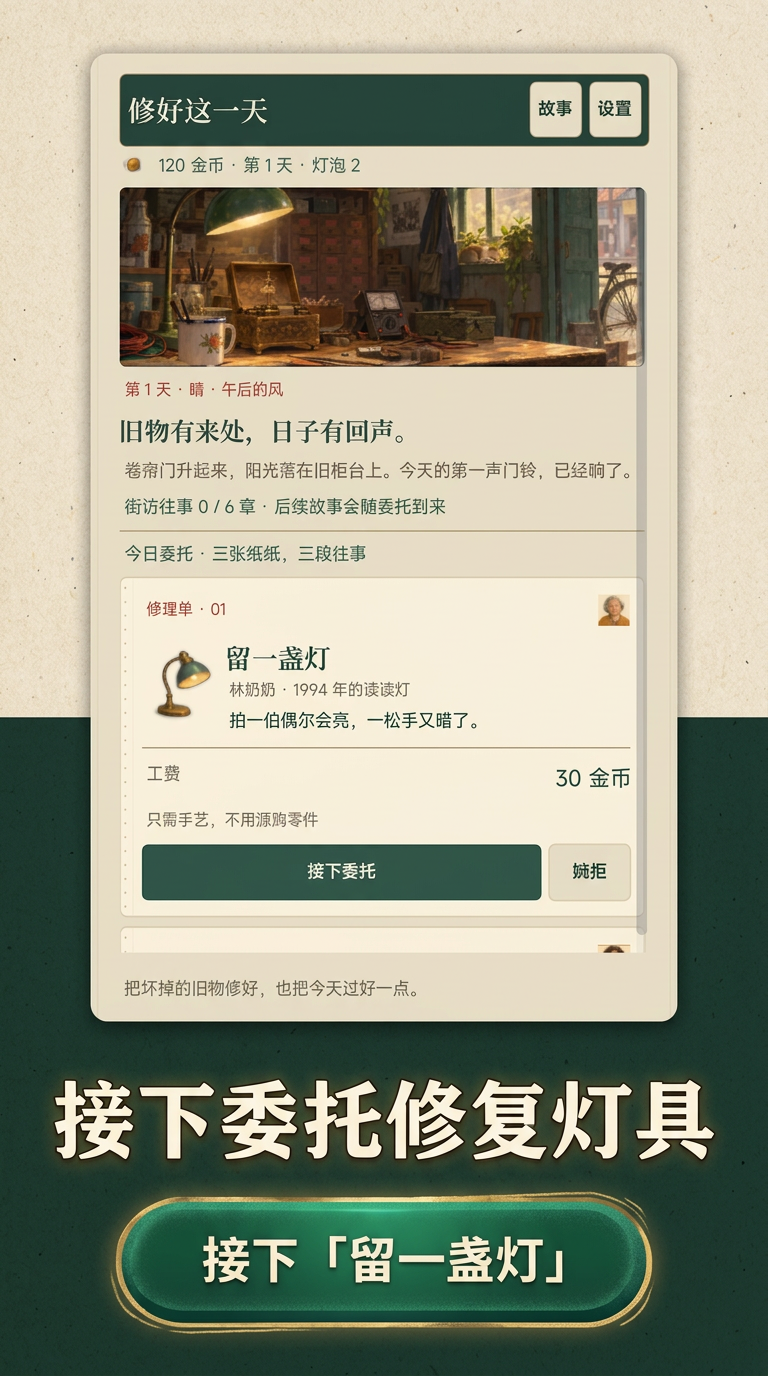 修好这一天
故事
设置
120 金币 · 第 1 天 · 灯泡 2
第 1 天 · 晴 · 午后的风
旧物有来处，日子有回声。
卷帘门升起来，阳光落在旧柜台上。今天的第一声门铃，已经响了。
街访往事 0 / 6 章 · 后续故事会随委托到来
今日委托 · 三张纸纸，三段往事
修理单 · 01
留一盏灯
林奶奶 · 1994 年的读读灯
拍一伯偶尔会亮，一松手又暗了。
工费
30 金币
只需手艺，不用源购零件
接下委托
把坏掉的旧物修好，也把今天过好一点。
接下委托修复灯具
接下「留一盏灯」